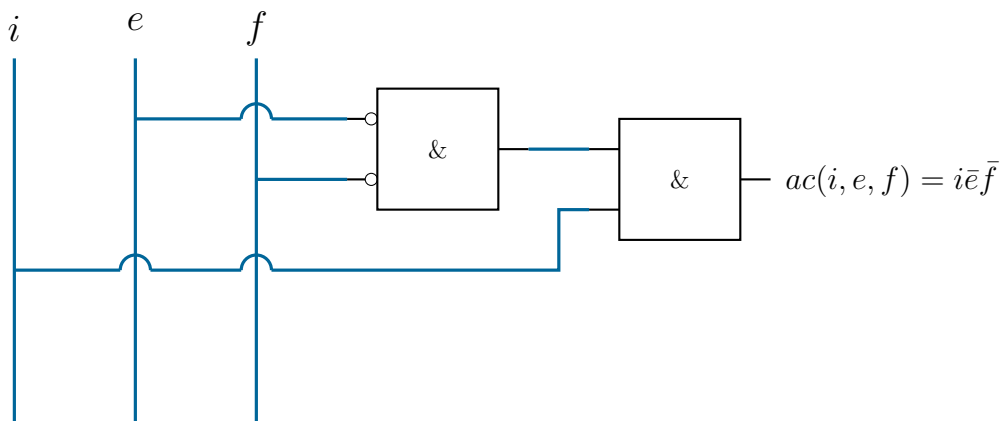 i e f
&
& ac(i, e, f) = iēf̄